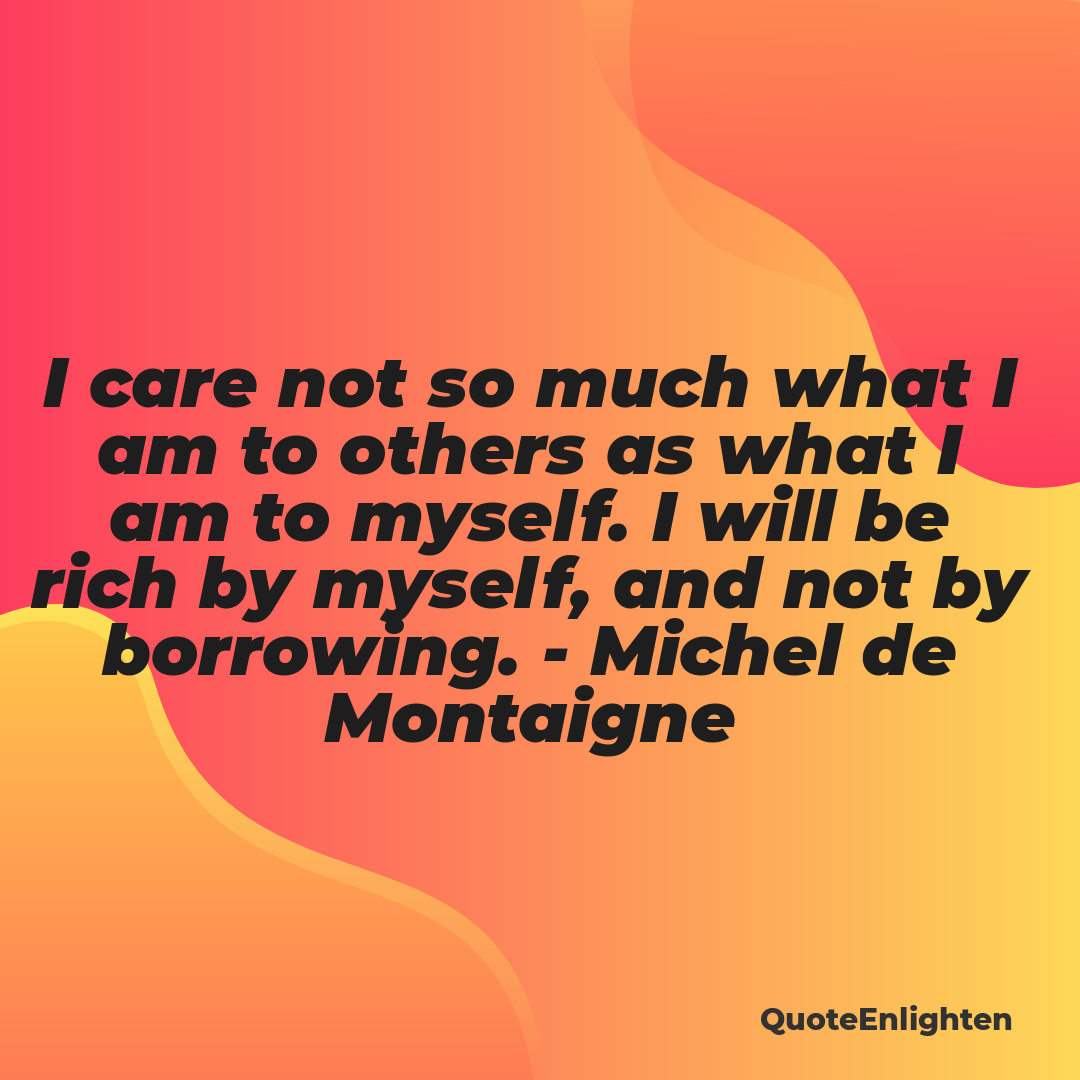 I care not so much what I
am to others as what I
am to myself. I will be
rich by myself, and not by
borrowing. - Michel de
Montaigne
QuoteEnlighten